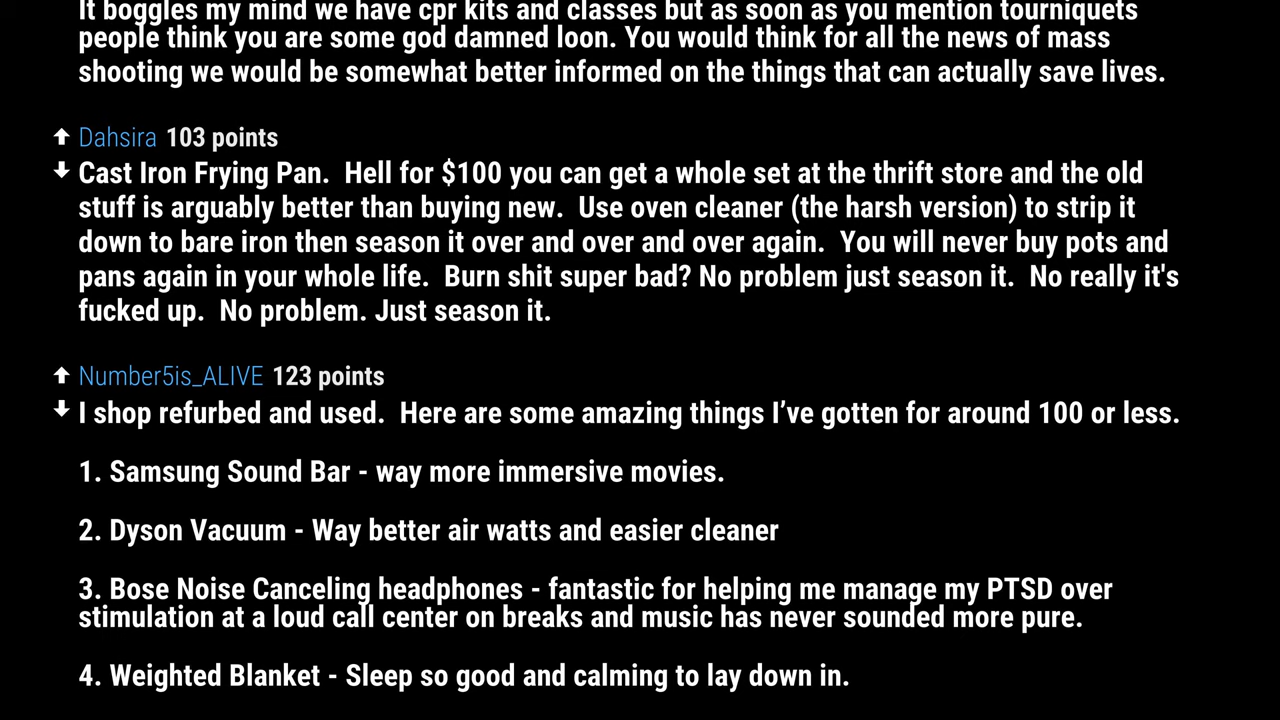 It boggles my mind we have cpr kits and classes but as soon as you mention tourniquets
people think you are some god damned loon. You would think for all the news of mass
shooting we would be somewhat better informed on the things that can actually save lives.
Dahsira 103 points
Cast Iron Frying Pan. Hell for $100 you can get a whole set at the thrift store and the old
stuff is arguably better than buying new. Use oven cleaner (the harsh version) to strip it
down to bare iron then season it over and over and over again. You will never buy pots and
pans again in your whole life. Burn shit super bad? No problem just season it. No really it's
fucked up. No problem. Just season it.
Number5is_ALIVE 123 points
I shop refurbed and used. Here are some amazing things I’ve gotten for around 100 or less.
1. Samsung Sound Bar - way more immersive movies.
2. Dyson Vacuum - Way better air watts and easier cleaner
3. Bose Noise Canceling headphones - fantastic for helping me manage my PTSD over
stimulation at a loud call center on breaks and music has never sounded more pure.
4. Weighted Blanket - Sleep so good and calming to lay down in.